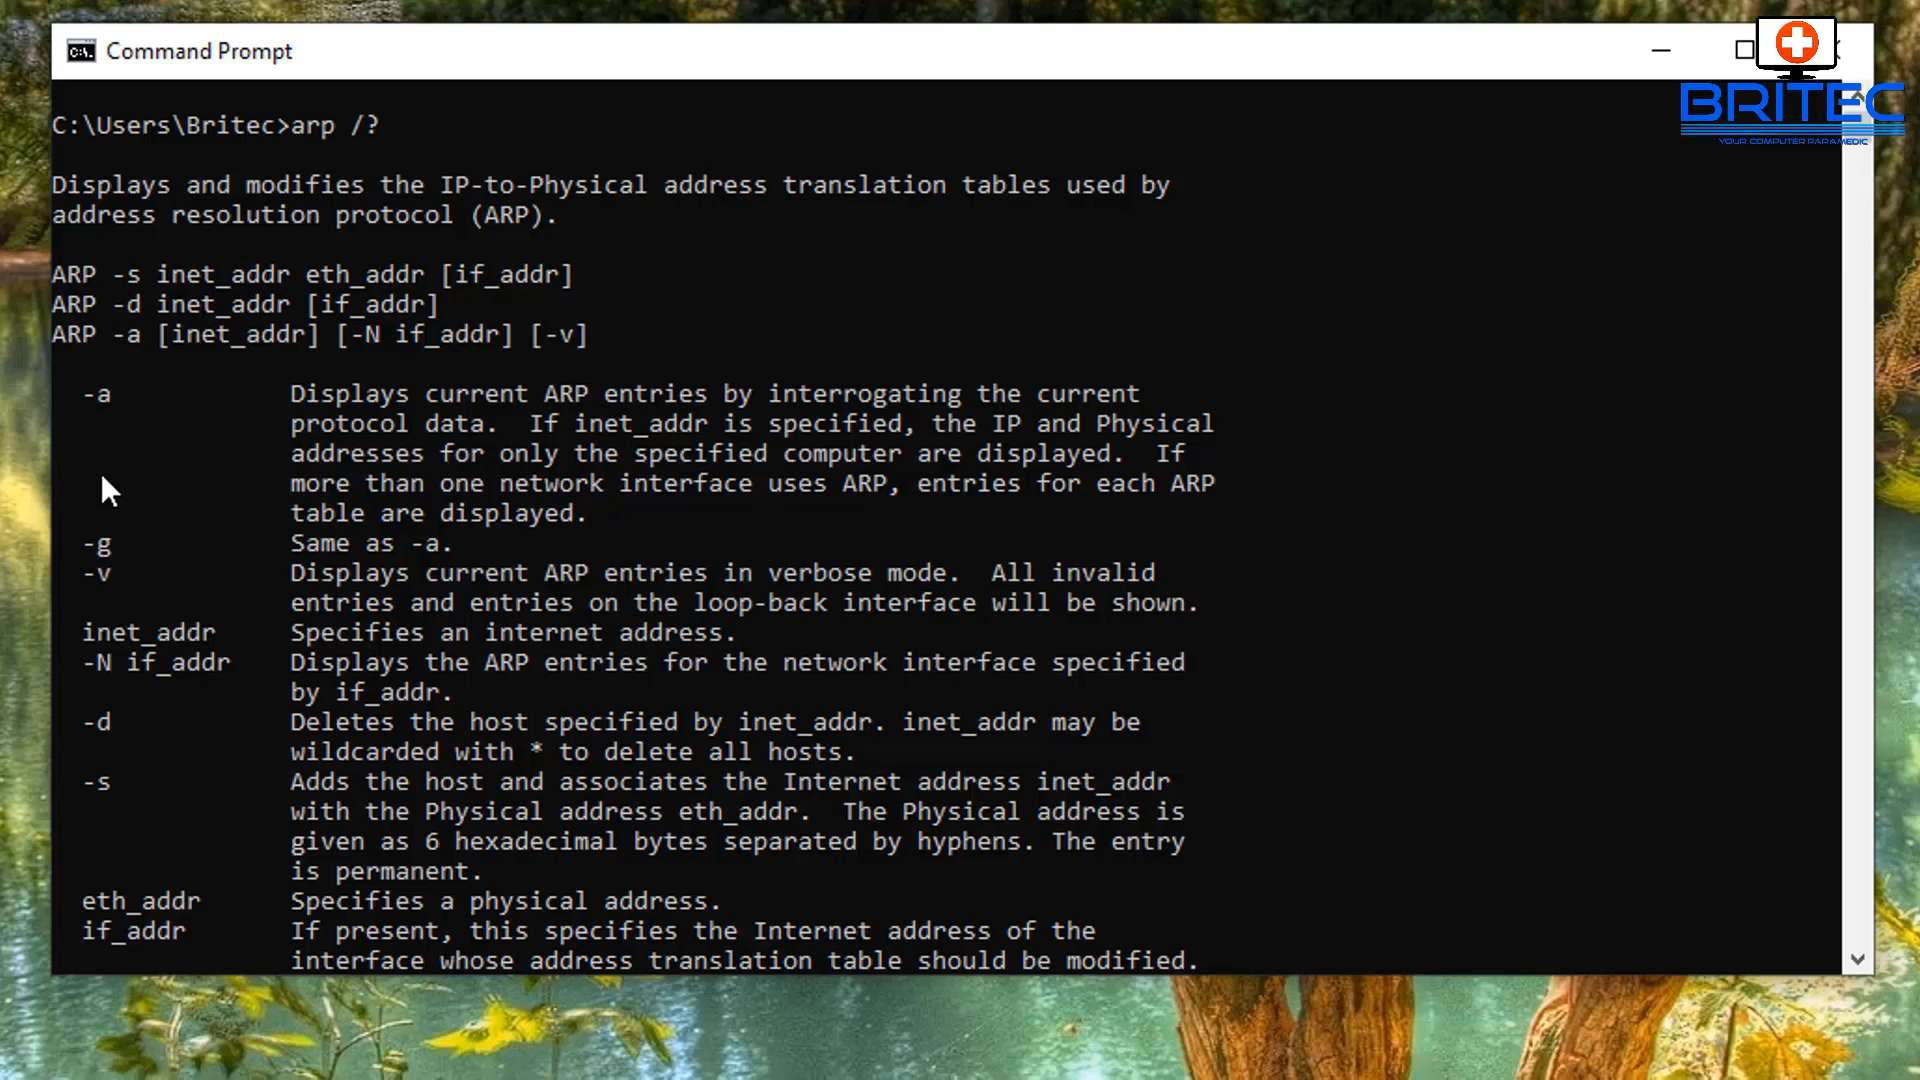 Command Prompt
BRITEC
YOUR COMPUTER PARAMEDIC
C:\Users\Britec>arp /?
Displays and modifies the IP-to-Physical address translation tables used by
address resolution protocol (ARP).
ARP -s inet_addr eth_addr [if_addr]
ARP -d inet_addr [if_addr]
ARP -a [inet_addr] [-N if_addr] [-v]
-a Displays current ARP entries by interrogating the current
protocol data. If inet_addr is specified, the IP and Physical
addresses for only the specified computer are displayed. If
more than one network interface uses ARP, entries for each ARP
table are displayed.
-g Same as -a.
-v Displays current ARP entries in verbose mode. All invalid
entries and entries on the loop-back interface will be shown.
inet_addr Specifies an internet address.
-N if_addr Displays the ARP entries for the network interface specified
by if_addr.
-d Deletes the host specified by inet_addr. inet_addr may be
wildcarded with * to delete all hosts.
-s Adds the host and associates the Internet address inet_addr
with the Physical address eth_addr. The Physical address is
given as 6 hexadecimal bytes separated by hyphens. The entry
is permanent.
eth_addr Specifies a physical address.
if_addr If present, this specifies the Internet address of the
interface whose address translation table should be modified.